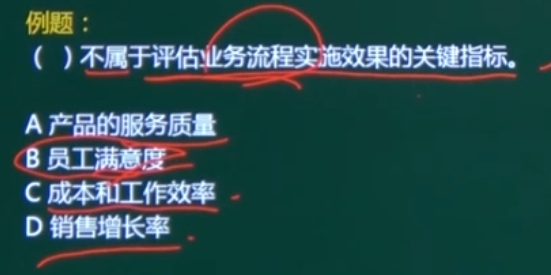 例题：
（ ）不属于评估业务流程实施效果的关键指标。
A 产品的服务质量
B 员工满意度
C 成本和工作效率
D 销售增长率